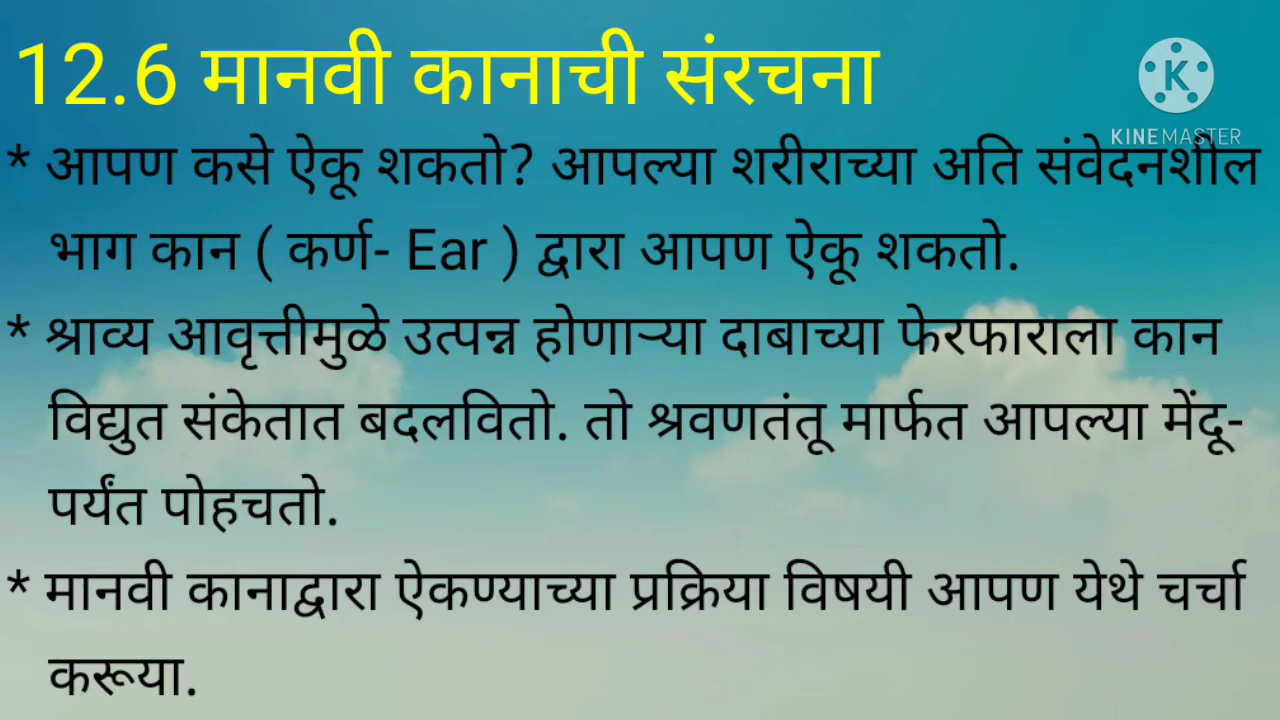 12.6 मानवी कानाची संरचना
KINEMASTER
* आपण कसे ऐकू शकतो? आपल्या शरीराच्या अति संवेदनशील
भाग कान ( कर्ण- Ear ) द्वारा आपण ऐकू शकतो.
* श्राव्य आवृत्तीमुळे उत्पन्न होणाऱ्या दाबाच्या फेरफाराला कान
विद्युत संकेतात बदलवितो. तो श्रवणतंतू मार्फत आपल्या मेंदू-
पर्यंत पोहचतो.
* मानवी कानाद्वारा ऐकण्याच्या प्रक्रिया विषयी आपण येथे चर्चा
करूया.